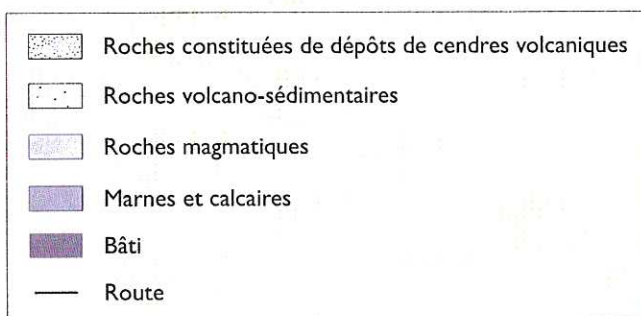 Roches constituées de dépôts de cendres volcaniques
Roches volcano-sédimentaires
Roches magmatiques
Marnes et calcaires
Bâti
Route